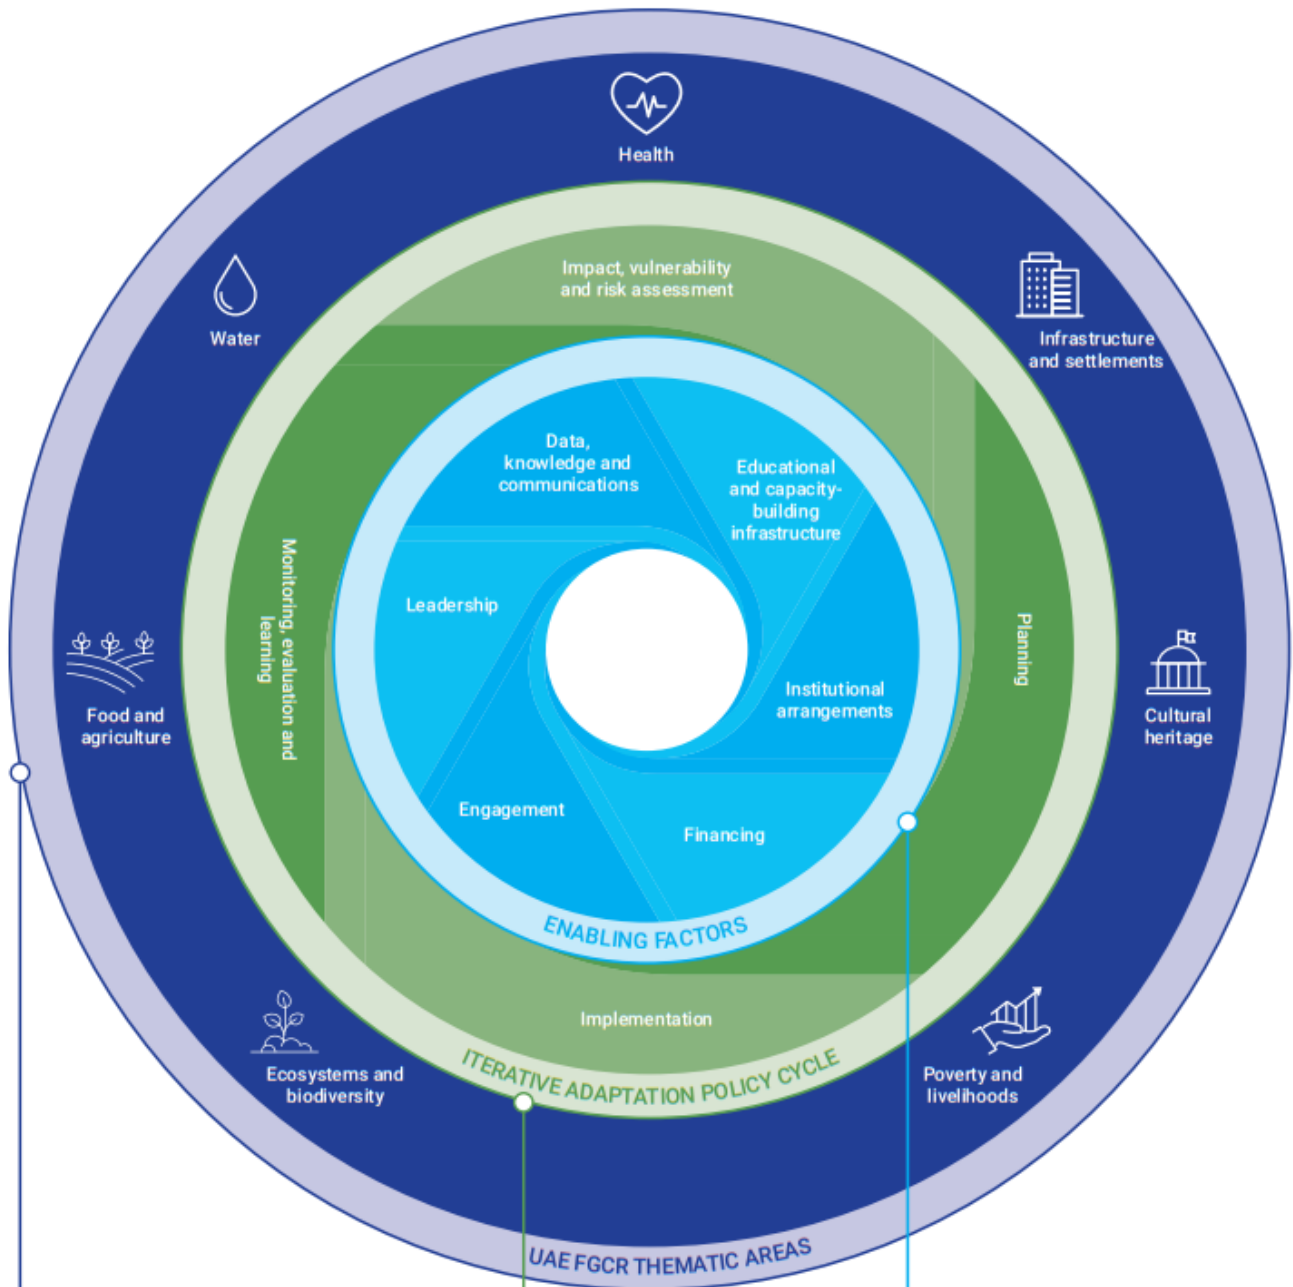 Health
Water
Infrastructure
and settlements
Impact, vulnerability
and risk assessment
Data,
knowledge and
communications
Educational
and capacity-
building
infrastructure
Monitoring, evaluation and
learning
Leadership
Planning
Institutional
arrangements
Food and
agriculture
Cultural
heritage
Engagement
Financing
ENABLING FACTORS
Implementation
ITERATIVE ADAPTATION POLICY CYCLE
Ecosystems and
biodiversity
Poverty and
livelihoods
UAE FGCR THEMATIC AREAS